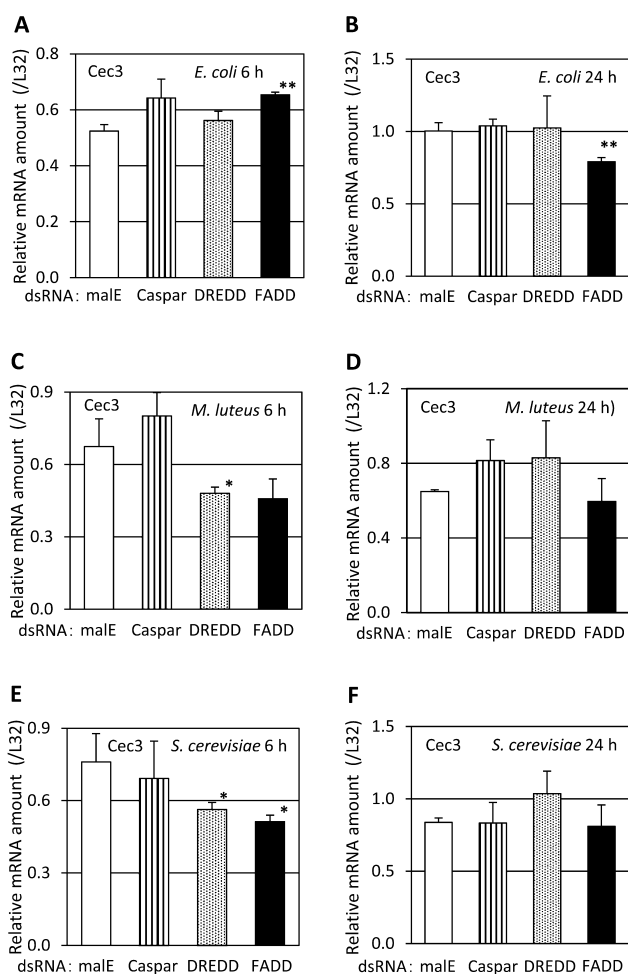 A
Relative mRNA amount (/L32)
0.8
0.6
0.4
0.2
0.0
Cec3
E. coli 6 h
**
dsRNA: malE Caspar DREDD FADD
B
Relative mRNA amount (/L32)
1.5
1.0
0.5
0.0
Cec3
E. coli 24 h
**
dsRNA: malE Caspar DREDD FADD
C
Relative mRNA amount (/L32)
0.9
0.6
0.3
0.0
Cec3
M. luteus 6 h
*
dsRNA: malE Caspar DREDD FADD
D
Relative mRNA amount (/L32)
1.2
0.8
0.4
0.0
Cec3
M. luteus 24 h)
dsRNA: malE Caspar DREDD FADD
E
Relative mRNA amount (/L32)
0.9
0.6
0.3
0.0
Cec3
S. cerevisiae 6 h
*
*
dsRNA: malE Caspar DREDD FADD
F
Relative mRNA amount (/L32)
1.5
1.0
0.5
0.0
Cec3
S. cerevisiae 24 h
dsRNA: malE Caspar DREDD FADD